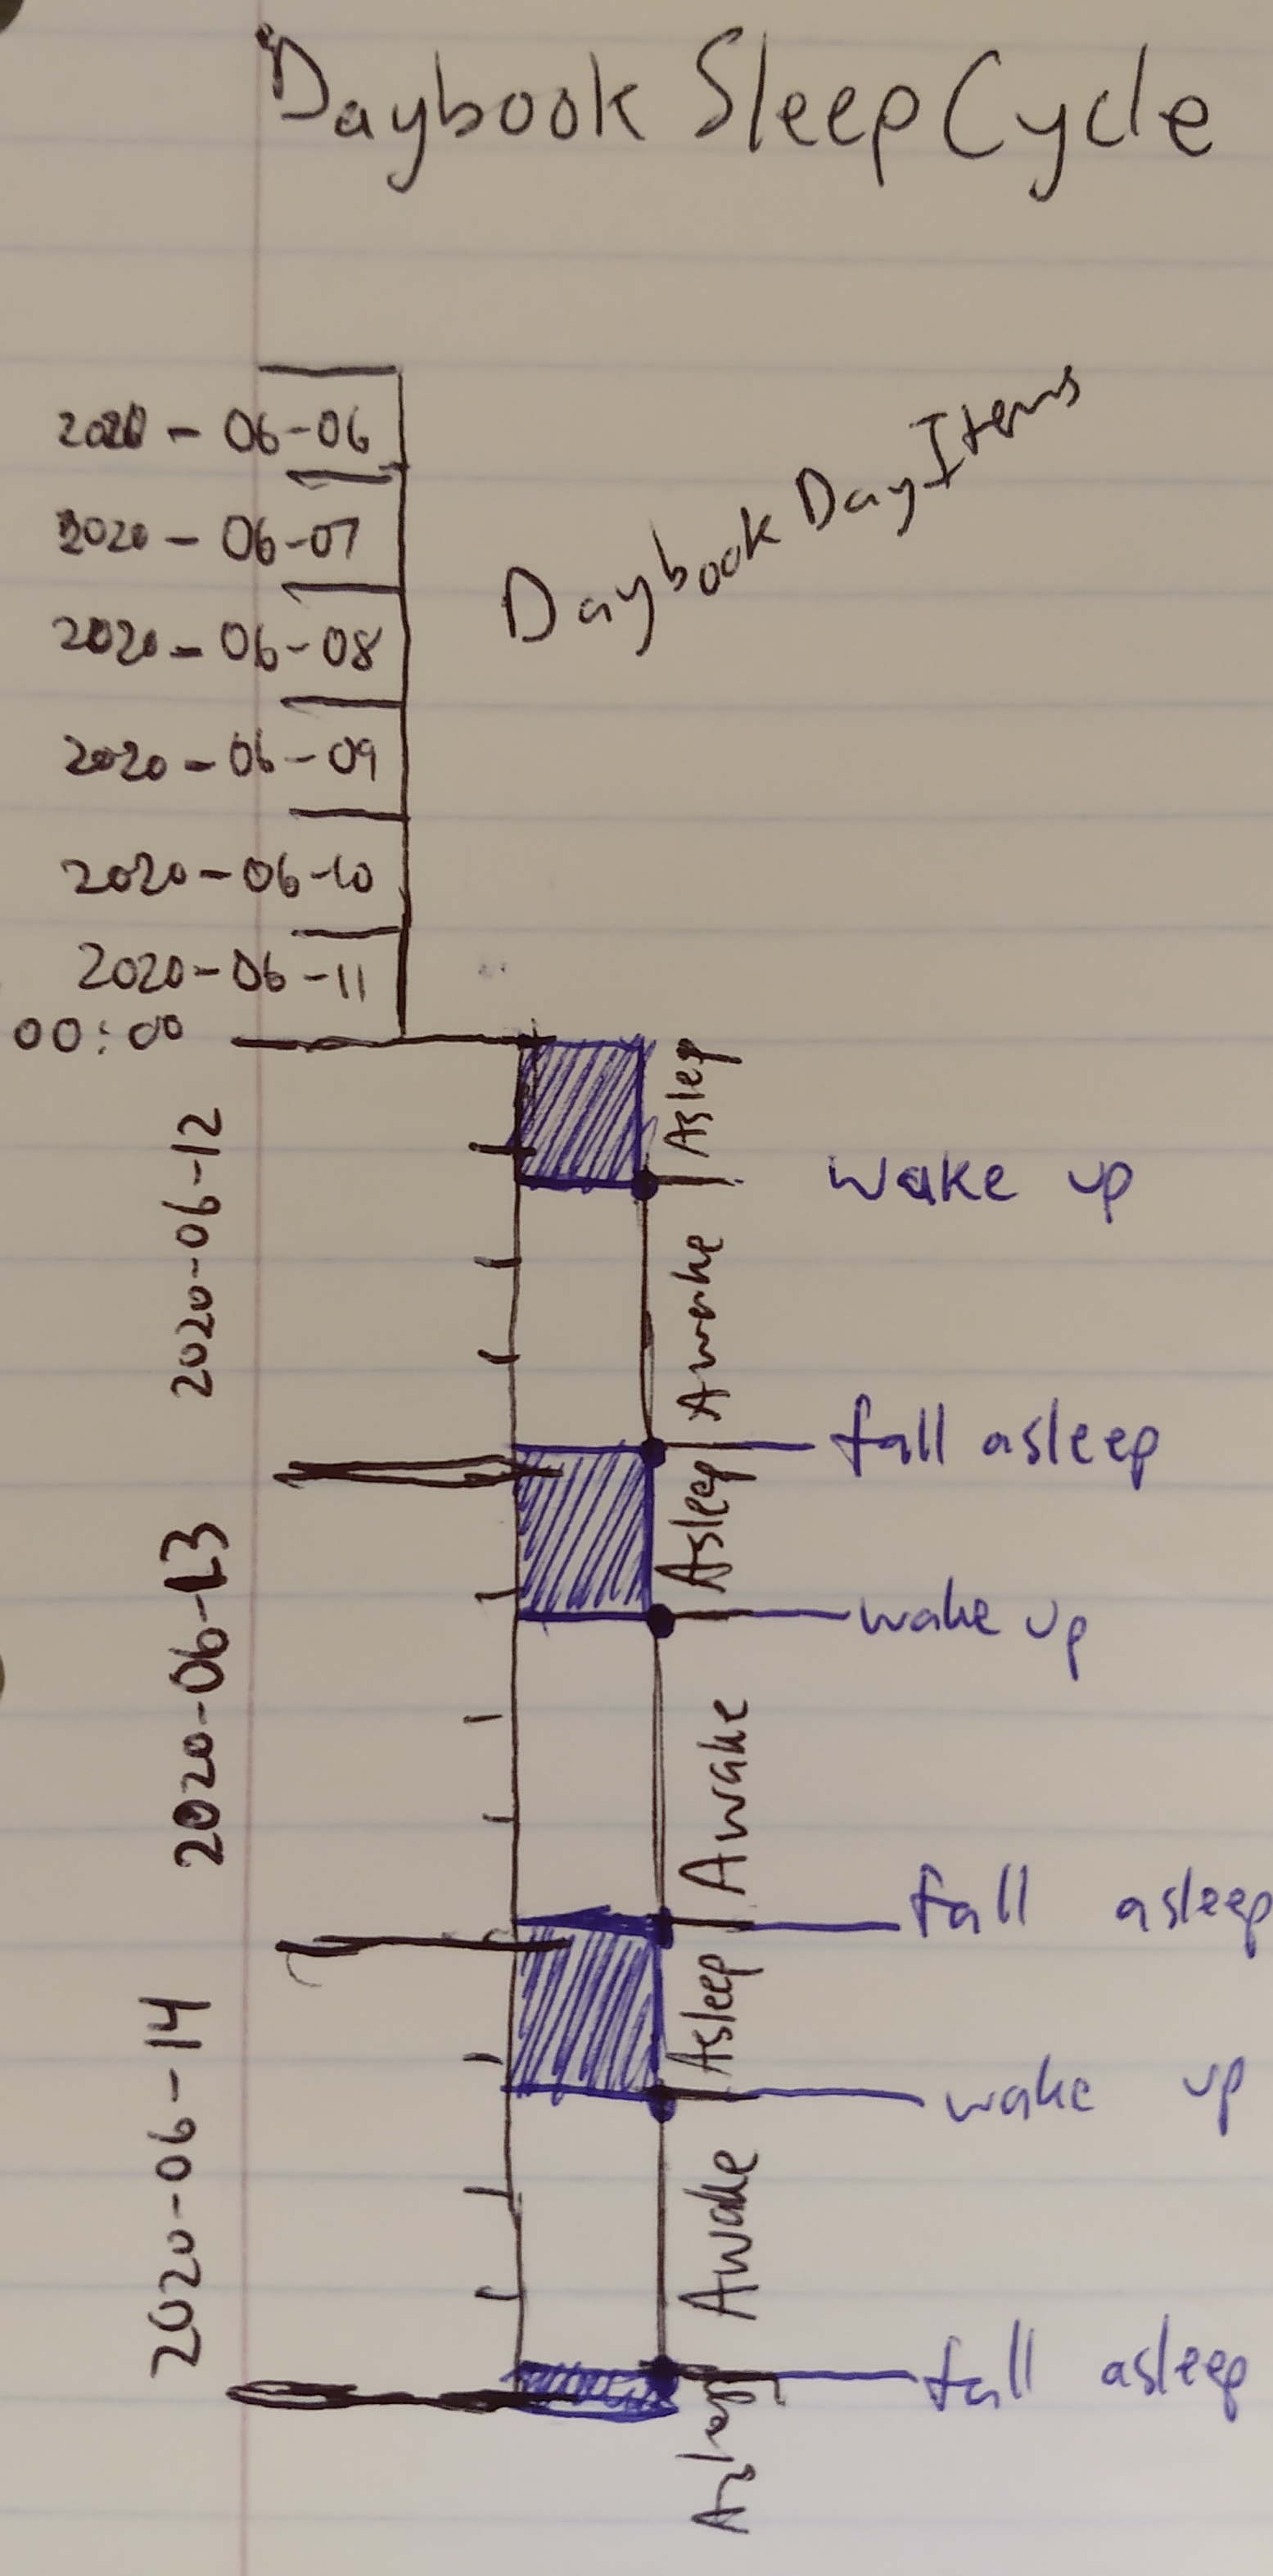 Daybook Sleep Cycle
2020-06-06
Daybook Day Items
2020-06-07
2020-06-08
2020-06-09
2020-06-10
2020-06-11
00:00
2020-06-12
Asleep
wake up
Awake
fall asleep
2020-06-13
Asleep
wake up
Awake
fall asleep
2020-06-14
Asleep
wake up
Awake
fall asleep
Asleep